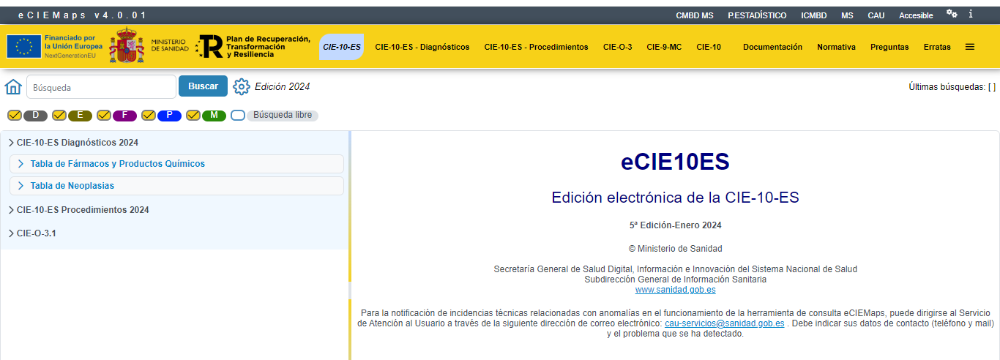 eCIEMaps v4.0.01
CMBD MS P.ESTADÍSTICO ICMBD MS CAU Accesible
Financiado por
la Unión Europea
NextGenerationEU
MINISTERIO
DE SANIDAD
R
Plan de Recuperación,
Transformación
y Resiliencia
CIE-10-ES CIE-10-ES - Diagnósticos CIE-10-ES - Procedimientos CIE-O-3 CIE-9-MC CIE-10 Documentación Normativa Preguntas Erratas
Búsqueda Buscar Edición 2024 Últimas búsquedas: [ ]
D E F P M Búsqueda libre
CIE-10-ES Diagnósticos 2024
Tabla de Fármacos y Productos Químicos
Tabla de Neoplasias
CIE-10-ES Procedimientos 2024
CIE-O-3.1
eCIE10ES
Edición electrónica de la CIE-10-ES
5ª Edición-Enero 2024
© Ministerio de Sanidad
Secretaría General de Salud Digital, Información e Innovación del Sistema Nacional de Salud
Subdirección General de Información Sanitaria
www.sanidad.gob.es
Para la notificación de incidencias técnicas relacionadas con anomalías en el funcionamiento de la herramienta de consulta eCIEMaps, puede dirigirse al Servicio
de Atención al Usuario a través de la siguiente dirección de correo electrónico: cau-servicios@sanidad.gob.es . Debe indicar sus datos de contacto (teléfono y mail)
y el problema que se ha detectado.